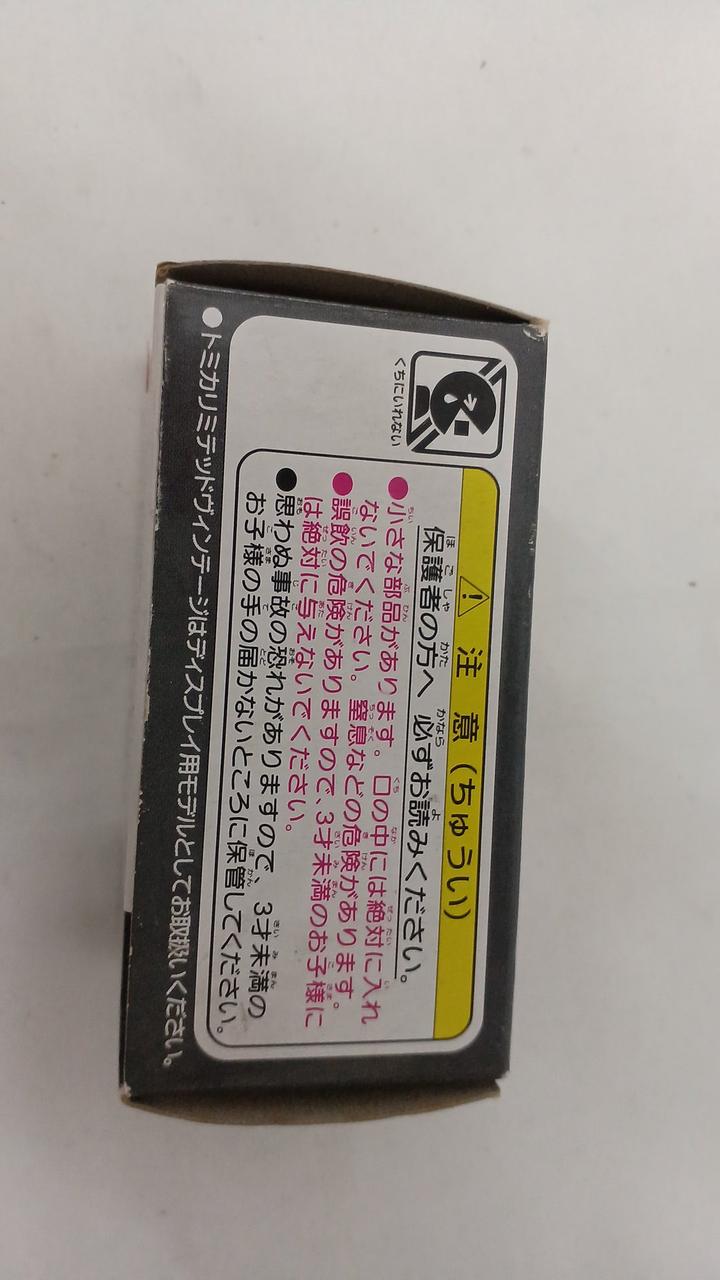 くちにいれない
注意(ちゅうい)
保護者の方へ 必ずお読みください。
●小さな部品があります。口の中には絶対に入れ
ないでください。窒息などの危険があります。
●誤飲の危険がありますので、3才未満のお子様に
は絶対に与えないでください。
●思わぬ事故の恐れがありますので、3才未満の
お子様の手の届かないところに保管してください。
●トミカリミテッドヴィンテージはディスプレイ用モデルとしてお取扱いください。